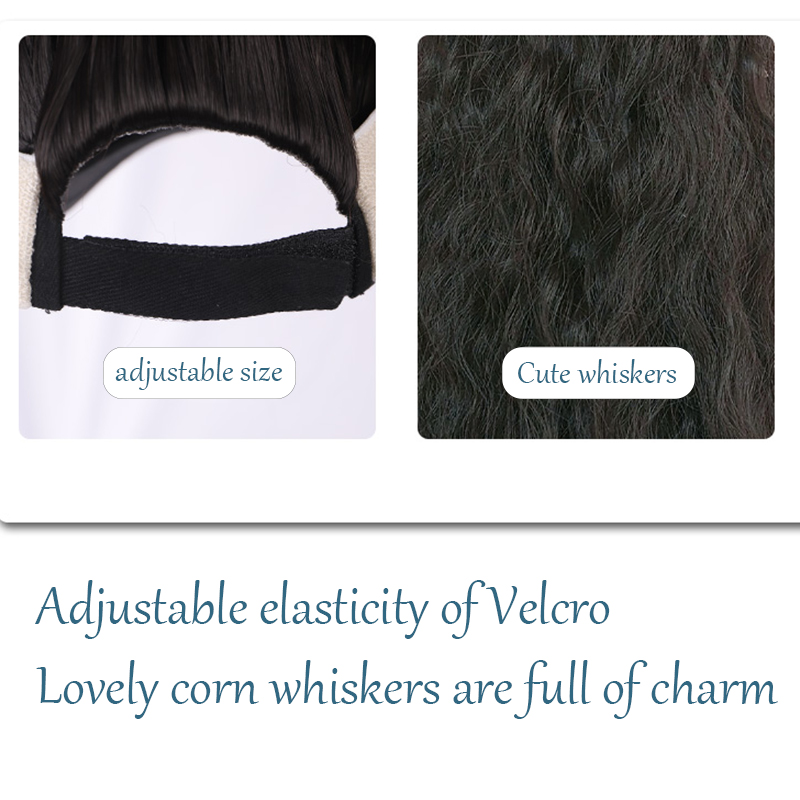 adjustable size
Cute whiskers
Adjustable elasticity of Velcro
Lovely corn whiskers are full of charm